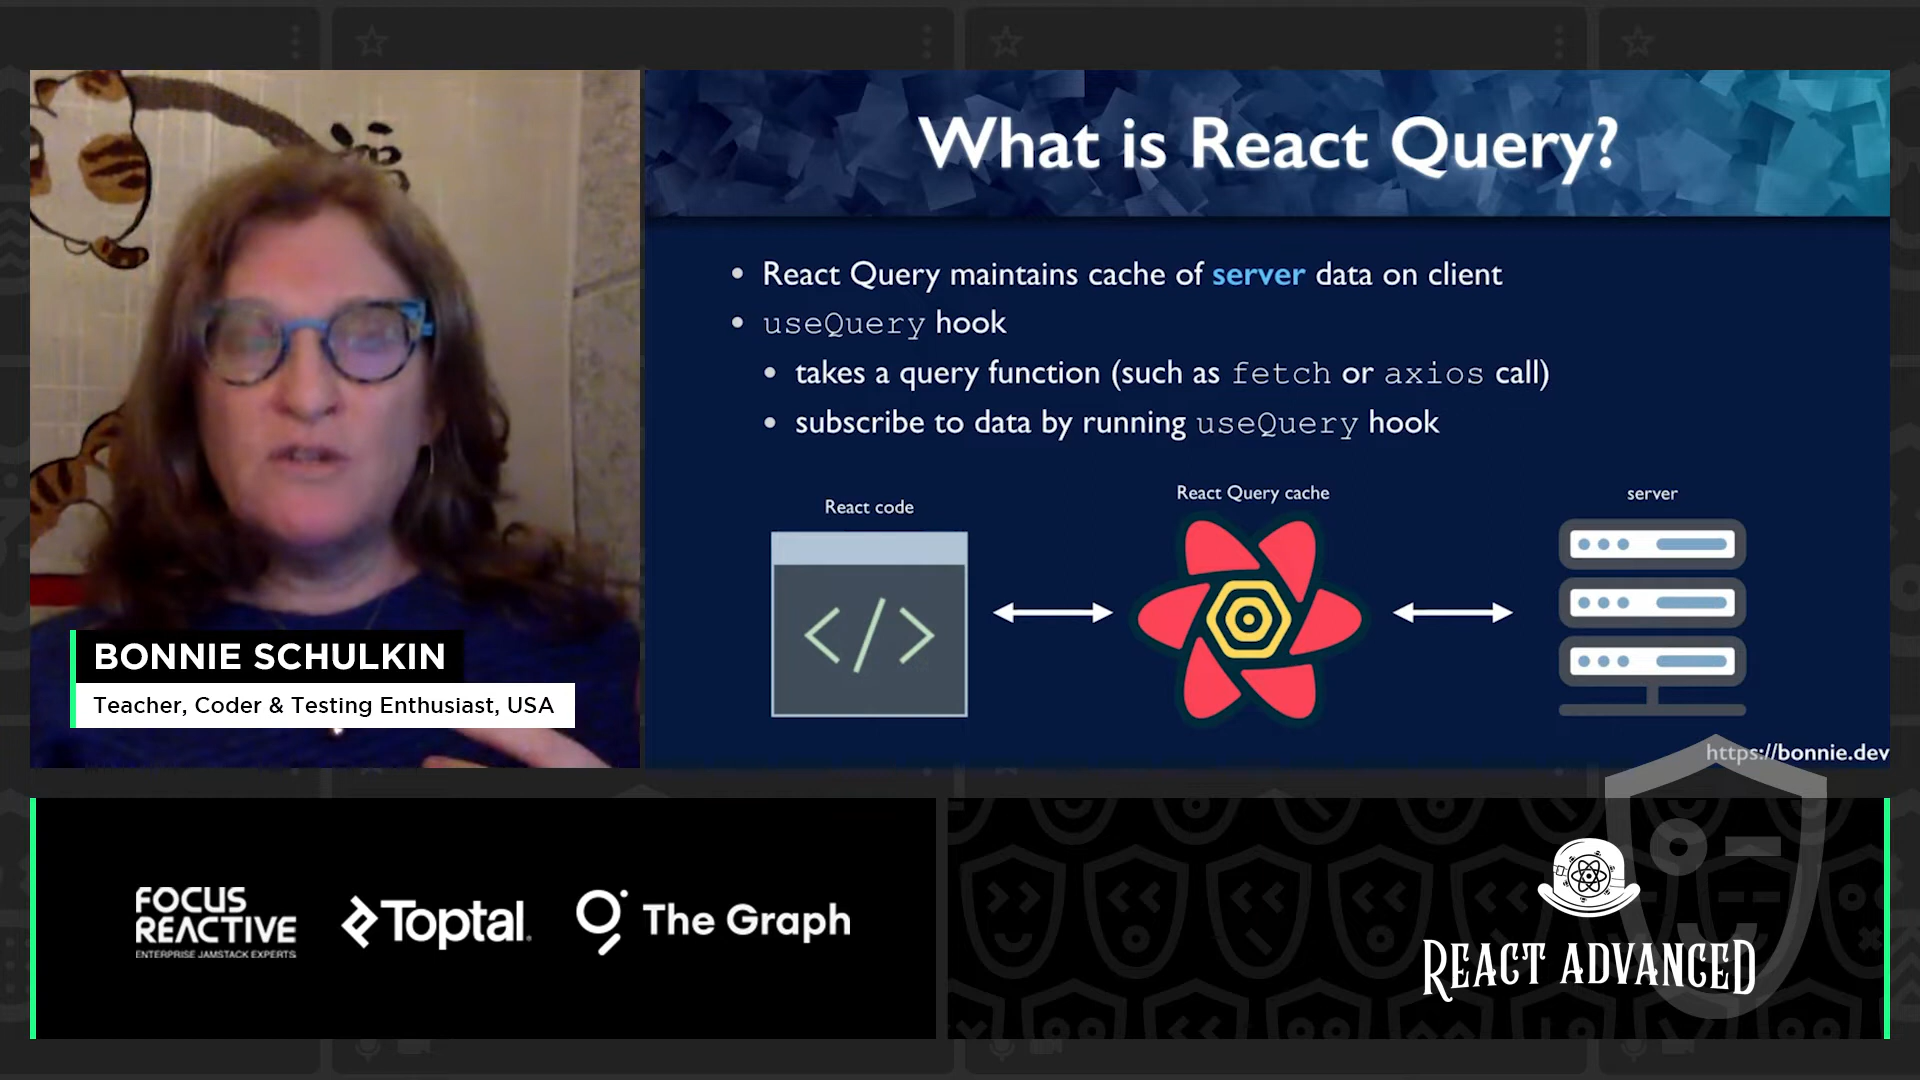 What is React Query?
• React Query maintains cache of server data on client
• useQuery hook
• takes a query function (such as fetch or axios call)
• subscribe to data by running useQuery hook
React code
React Query cache
server
</>
https://bonnie.dev
BONNIE SCHULKIN
Teacher, Coder & Testing Enthusiast, USA
FOCUS
REACTIVE
ENTERPRISE JAMSTACK EXPERTS
Toptal.
The Graph
REACT ADVANCED